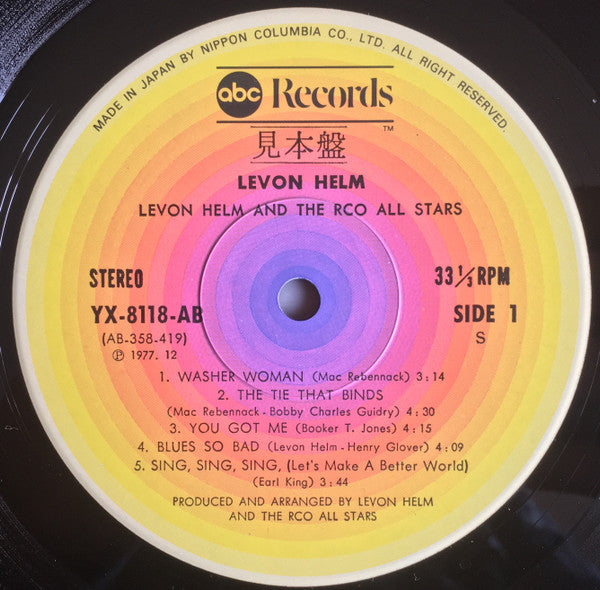 MADE IN JAPAN BY NIPPON COLUMBIA CO., LTD. ALL RIGHT RESERVED.
abc Records
TM
見本盤
LEVON HELM
LEVON HELM AND THE RCO ALL STARS
STEREO
33 1/3 RPM
YX-8118-AB
SIDE 1
(AB-358-419)
S
Ⓟ 1977. 12
1. WASHER WOMAN (Mac Rebennack) 3:14
2. THE TIE THAT BINDS
(Mac Rebennack - Bobby Charles Guidry) 4:30
3. YOU GOT ME (Booker T. Jones) 4:15
4. BLUES SO BAD (Levon Helm - Henry Glover) 4:09
5. SING, SING, SING, (Let's Make A Better World)
(Earl King) 3:44
PRODUCED AND ARRANGED BY LEVON HELM
AND THE RCO ALL STARS